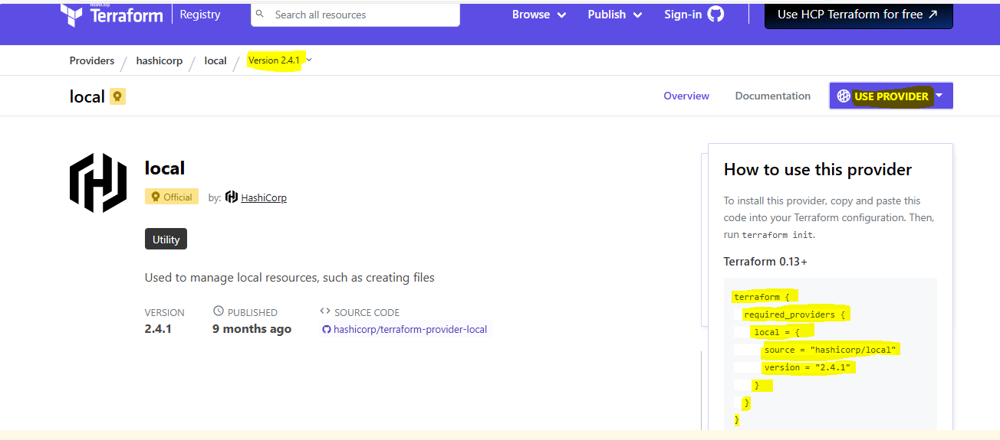 HashiCorp
Terraform Registry Search all resources Browse Publish Sign-in Use HCP Terraform for free ↗
Providers / hashicorp / local / Version 2.4.1
local Overview Documentation USE PROVIDER
local
Official by: HashiCorp
Utility
Used to manage local resources, such as creating files
VERSION PUBLISHED SOURCE CODE
2.4.1 9 months ago hashicorp/terraform-provider-local
How to use this provider
To install this provider, copy and paste this
code into your Terraform configuration. Then,
run terraform init.
Terraform 0.13+
terraform {
required_providers {
local = {
source = "hashicorp/local"
version = "2.4.1"
}
}
}